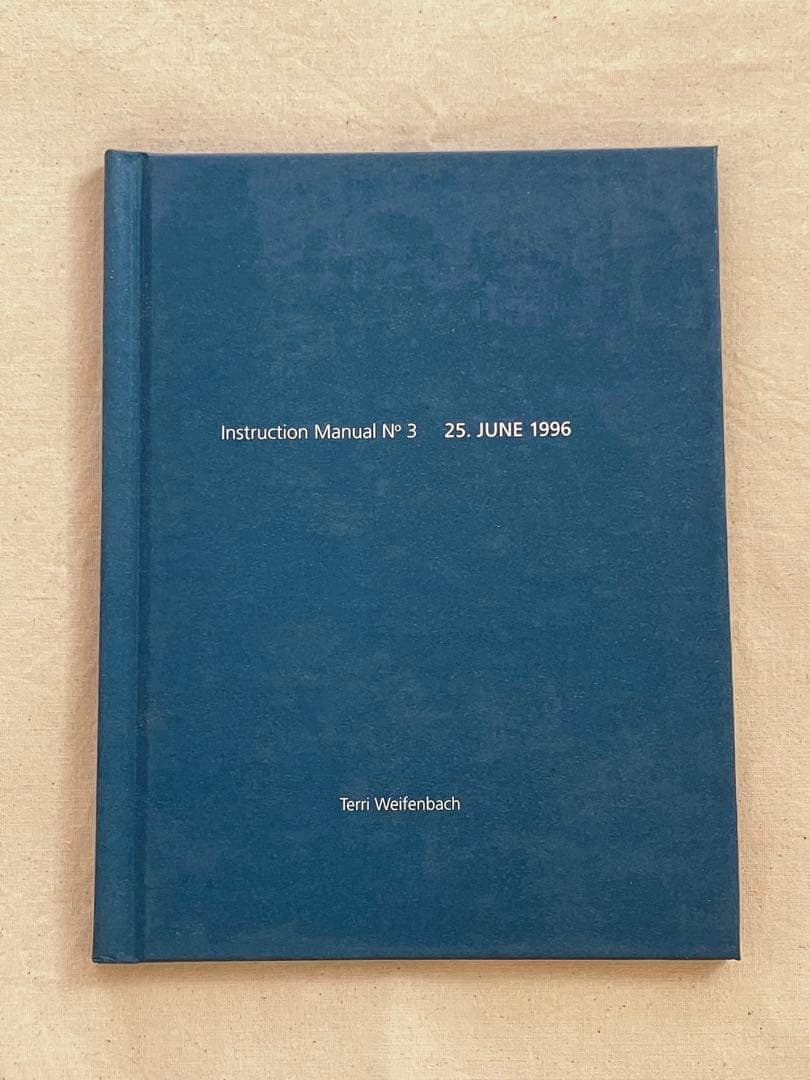 Instruction Manual Nº 3 25. JUNE 1996
Terri Weifenbach